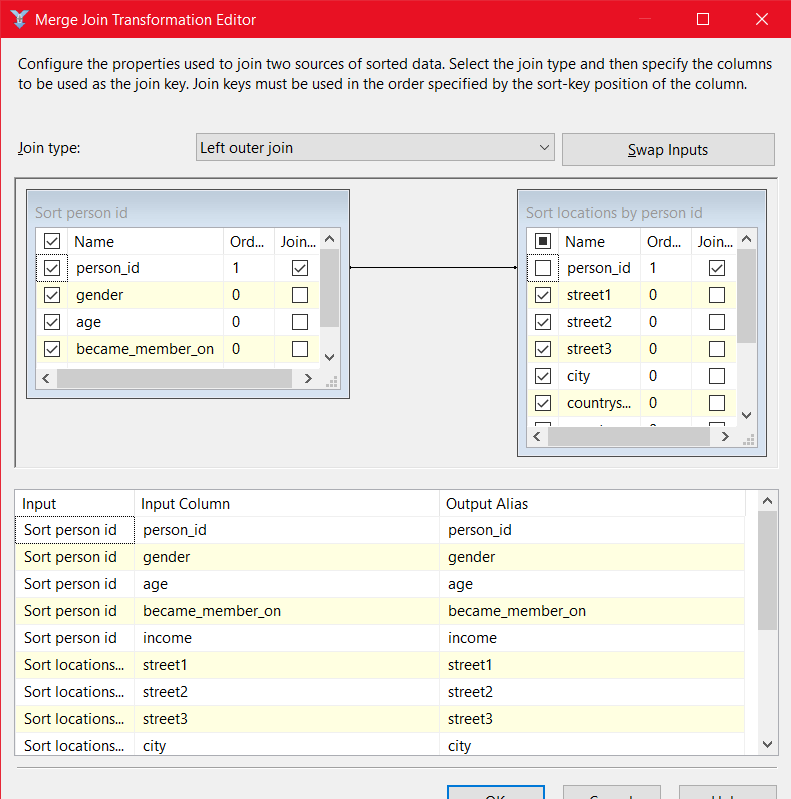 Merge Join Transformation Editor
Configure the properties used to join two sources of sorted data. Select the join type and then specify the columns
to be used as the join key. Join keys must be used in the order specified by the sort-key position of the column.
Join type: Left outer join Swap Inputs
Sort person id
Name Ord... Join...
person_id 1
gender 0
age 0
became_member_on 0
Sort locations by person id
Name Ord... Join...
person_id 1
street1 0
street2 0
street3 0
city 0
countrys... 0
Input Input Column Output Alias
Sort person id person_id person_id
Sort person id gender gender
Sort person id age age
Sort person id became_member_on became_member_on
Sort person id income income
Sort locations... street1 street1
Sort locations... street2 street2
Sort locations... street3 street3
Sort locations... city city